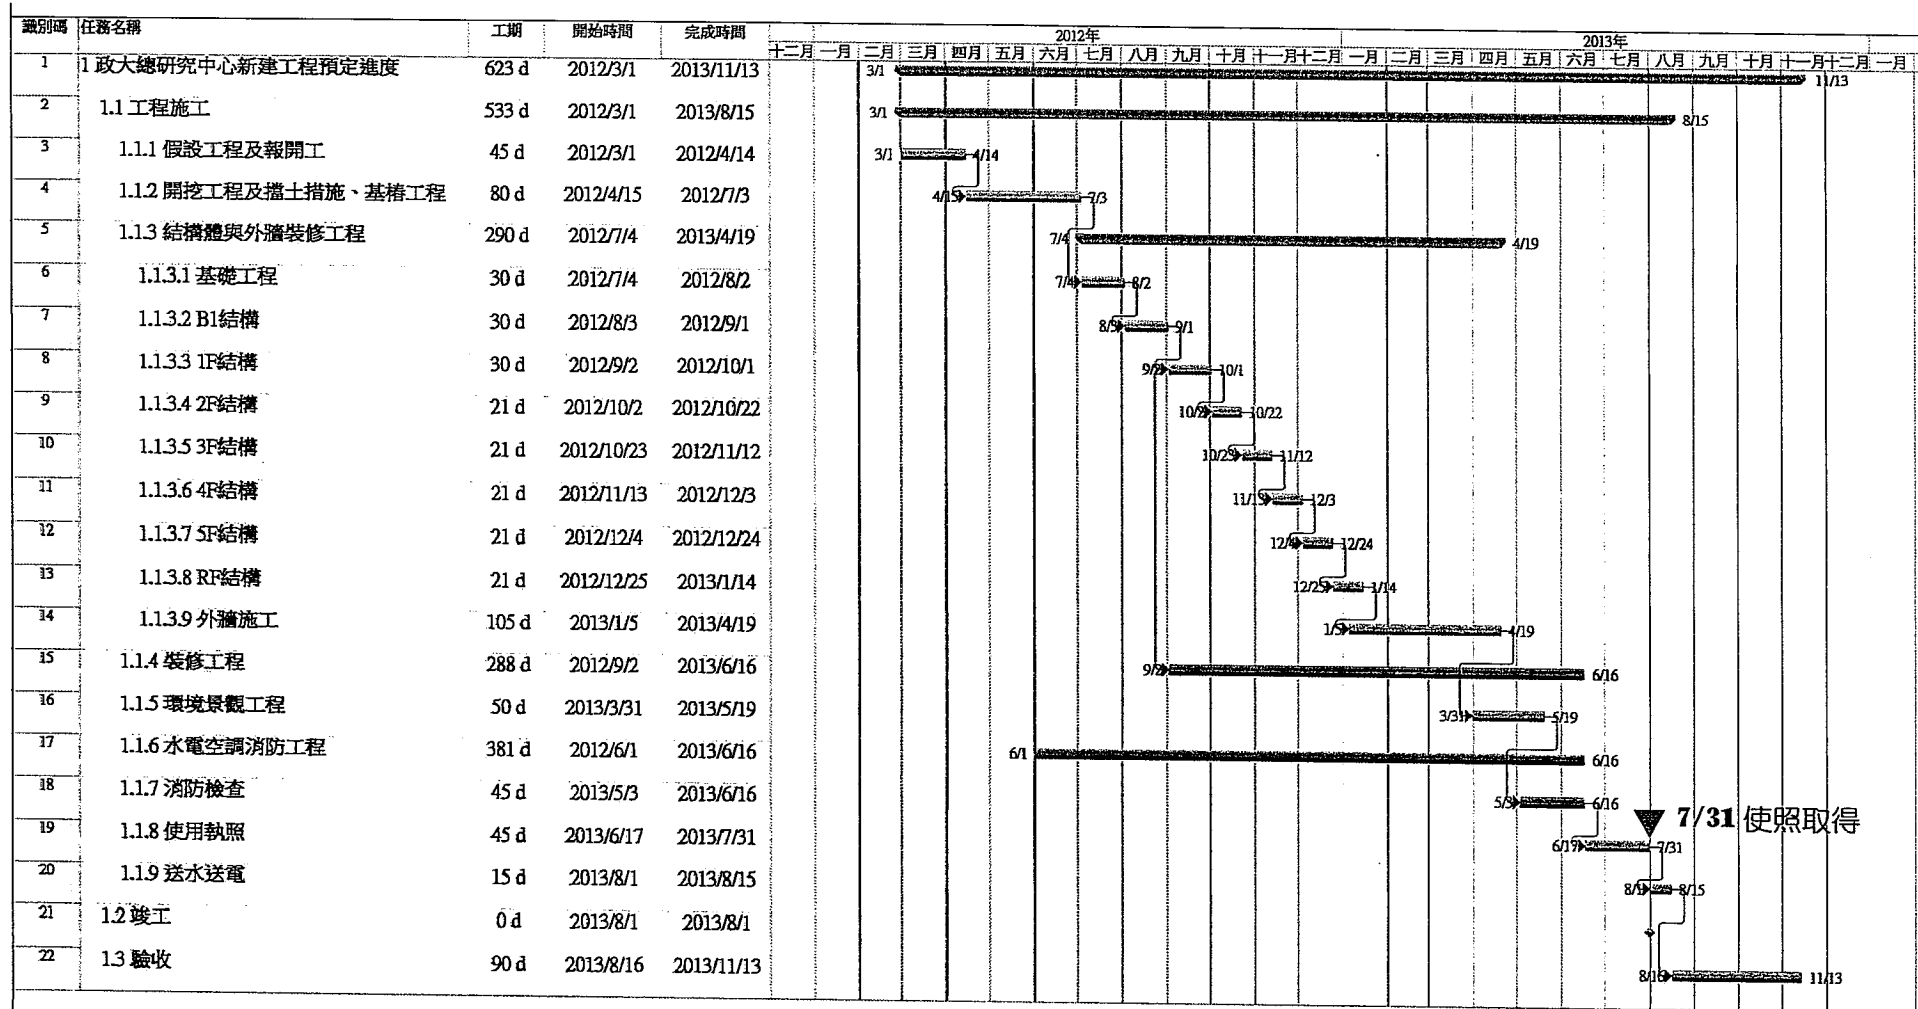 識別碼 任務名稱 工期 開始時間 完成時間
2012年 2013年
十二月 一月 二月 三月 四月 五月 六月 七月 八月 九月 十月 十一月 十二月 一月 二月 三月 四月 五月 六月 七月 八月 九月 十月 十一月 十二月 一月
1 1 政大總研究中心新建工程預定進度 623 d 2012/3/1 2013/11/13 3/1 11/13
2 1.1 工程施工 533 d 2012/3/1 2013/8/15 3/1 8/15
3 1.1.1 假設工程及報開工 45 d 2012/3/1 2012/4/14 3/1 4/14
4 1.1.2 開挖工程及擋土措施、基樁工程 80 d 2012/4/15 2012/7/3 4/15 7/3
5 1.1.3 結構體與外牆裝修工程 290 d 2012/7/4 2013/4/19 7/4 4/19
6 1.1.3.1 基礎工程 30 d 2012/7/4 2012/8/2 7/4 8/2
7 1.1.3.2 B1結構 30 d 2012/8/3 2012/9/1 8/3 9/1
8 1.1.3.3 1F結構 30 d 2012/9/2 2012/10/1 9/2 10/1
9 1.1.3.4 2F結構 21 d 2012/10/2 2012/10/22 10/2 10/22
10 1.1.3.5 3F結構 21 d 2012/10/23 2012/11/12 10/23 11/12
11 1.1.3.6 4F結構 21 d 2012/11/13 2012/12/3 11/13 12/3
12 1.1.3.7 5F結構 21 d 2012/12/4 2012/12/24 12/4 12/24
13 1.1.3.8 RF結構 21 d 2012/12/25 2013/1/14 12/25 1/14
14 1.1.3.9 外牆施工 105 d 2013/1/5 2013/4/19 1/5 4/19
15 1.1.4 裝修工程 288 d 2012/9/2 2013/6/16 9/2 6/16
16 1.1.5 環境景觀工程 50 d 2013/3/31 2013/5/19 3/31 5/19
17 1.1.6 水電空調消防工程 381 d 2012/6/1 2013/6/16 6/1 6/16
18 1.1.7 消防檢查 45 d 2013/5/3 2013/6/16 5/3 6/16
7/31 使照取得
19 1.1.8 使用執照 45 d 2013/6/17 2013/7/31 6/17 7/31
20 1.1.9 送水送電 15 d 2013/8/1 2013/8/15 8/1 8/15
21 1.2 竣工 0 d 2013/8/1 2013/8/1
22 1.3 驗收 90 d 2013/8/16 2013/11/13 8/16 11/13